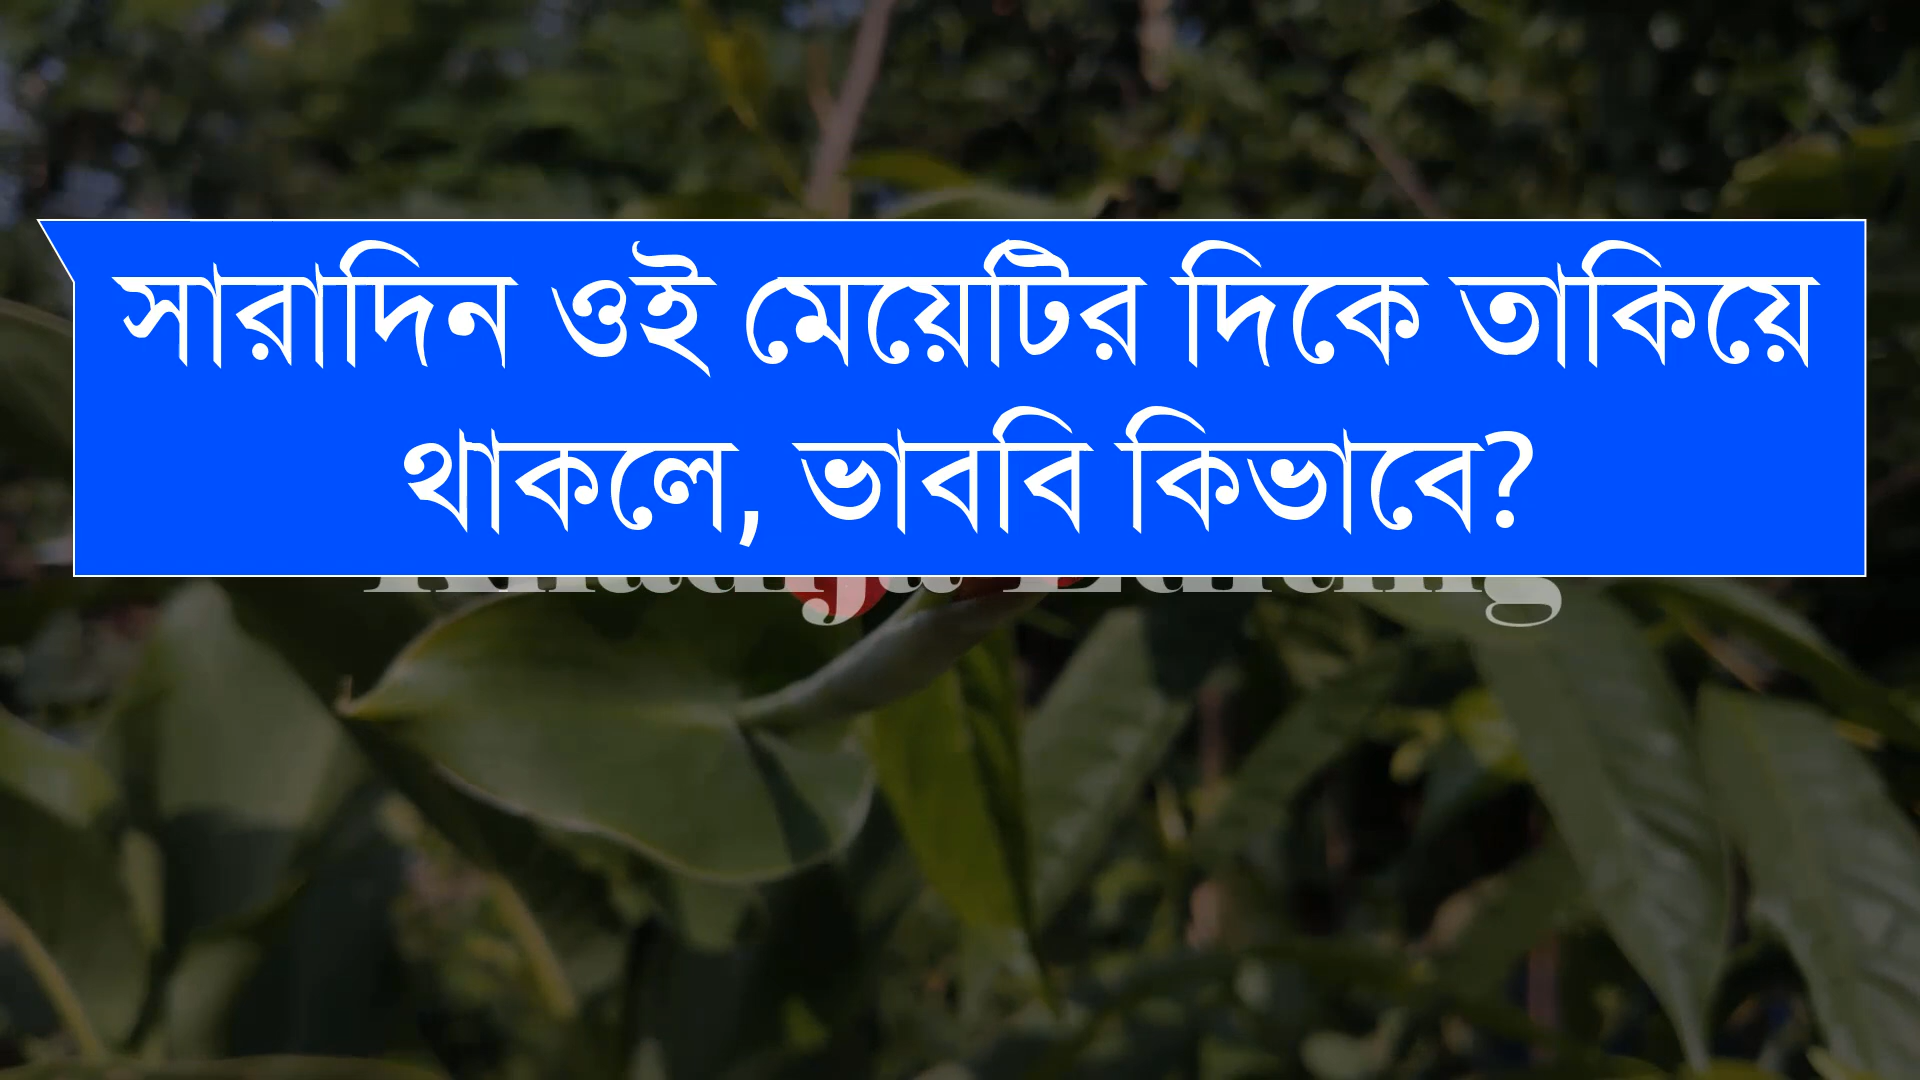 সারাদিন ওই মেয়েটির দিকে তাকিয়ে
থাকলে, ভাববি কিভাবে?